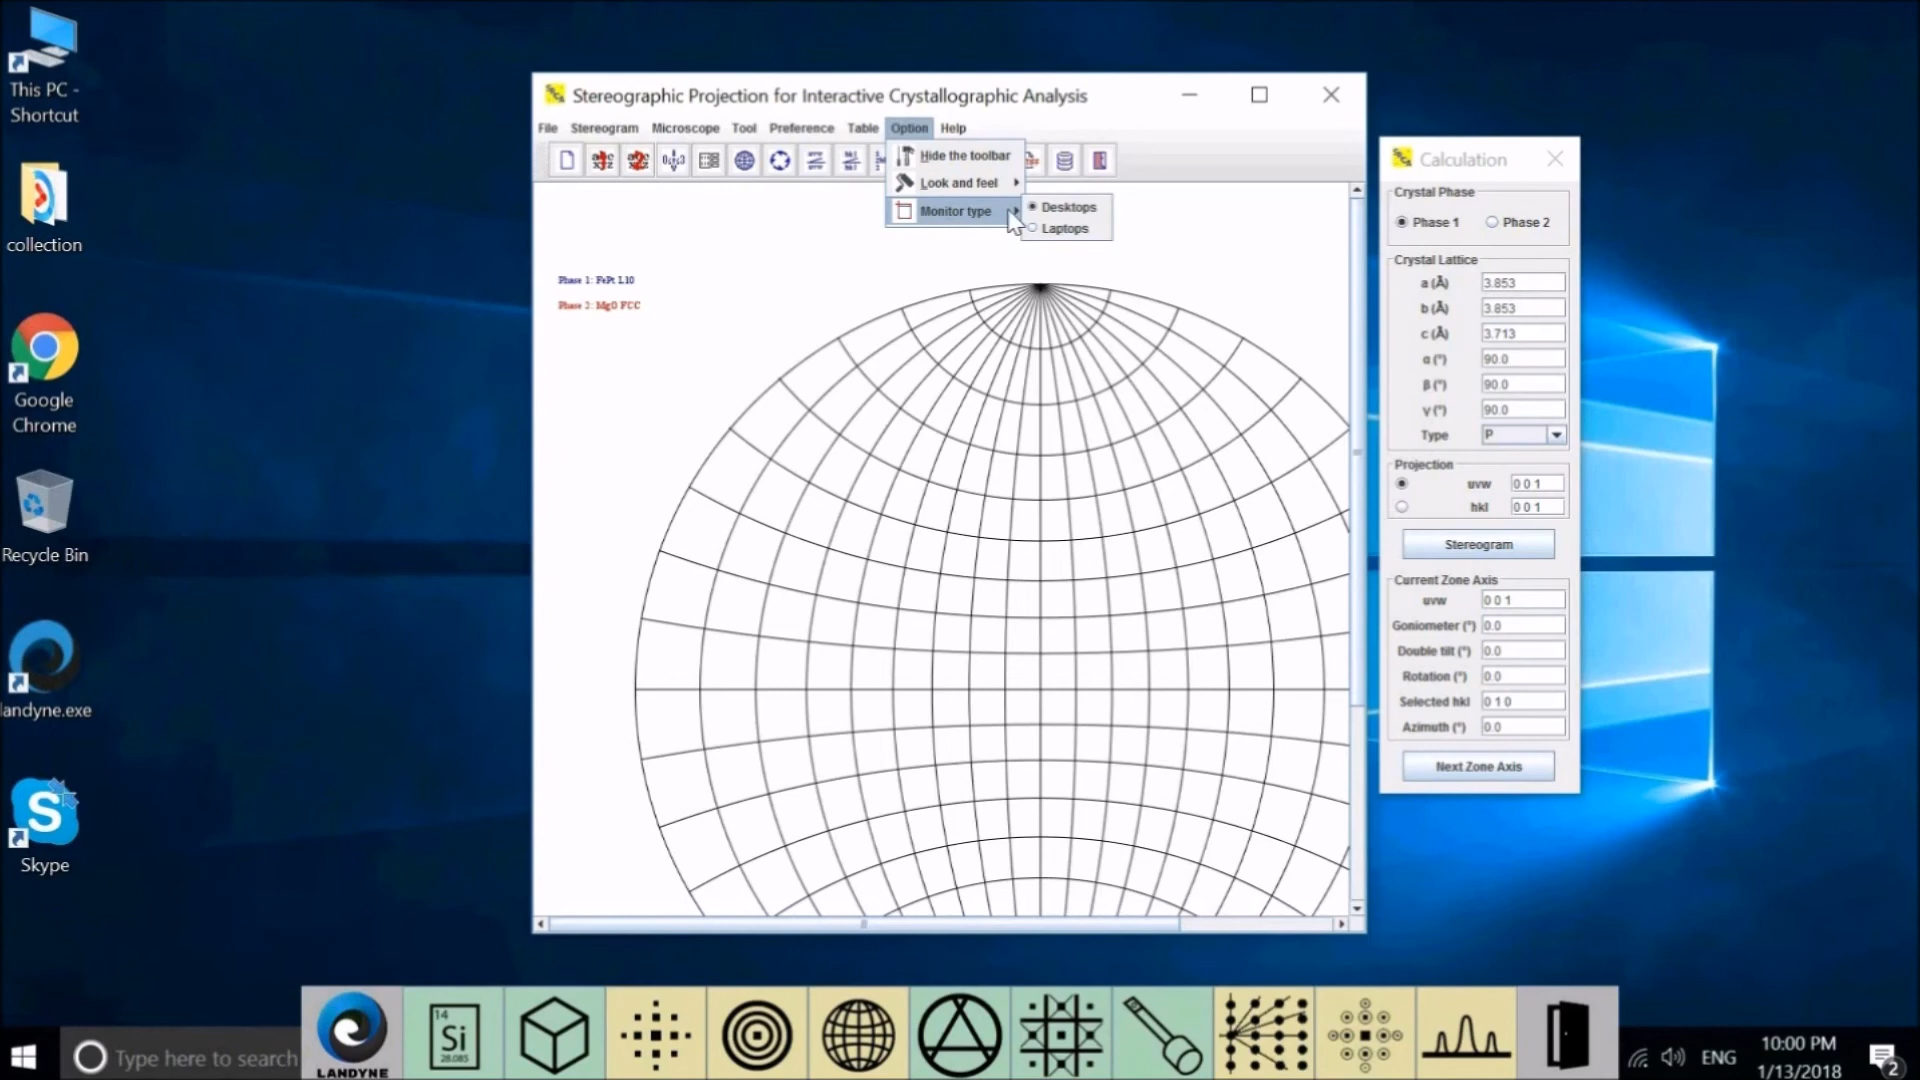 This PC -
Shortcut
collection
Google
Chrome
Recycle Bin
landyne.exe
Skype
Stereographic Projection for Interactive Crystallographic Analysis
File Stereogram Microscope Tool Preference Table Option Help
Hide the toolbar
Look and feel
Monitor type
Desktops
Laptops
Phase 1: FePt L10
Phase 2: MgO FCC
Calculation
Crystal Phase
Phase 1 Phase 2
Crystal Lattice
a (Å) 3.853
b (Å) 3.853
c (Å) 3.713
α (°) 90.0
β (°) 90.0
γ (°) 90.0
Type P
Projection
uvw 0 0 1
hkl 0 0 1
Stereogram
Current Zone Axis
uvw 0 0 1
Goniometer (°) 0.0
Double tilt (°) 0.0
Rotation (°) 0.0
Selected hkl 0 1 0
Azimuth (°) 0.0
Next Zone Axis
Type here to search
LANDYNE
14
Si
28.085
ENG
10:00 PM
1/13/2018
2